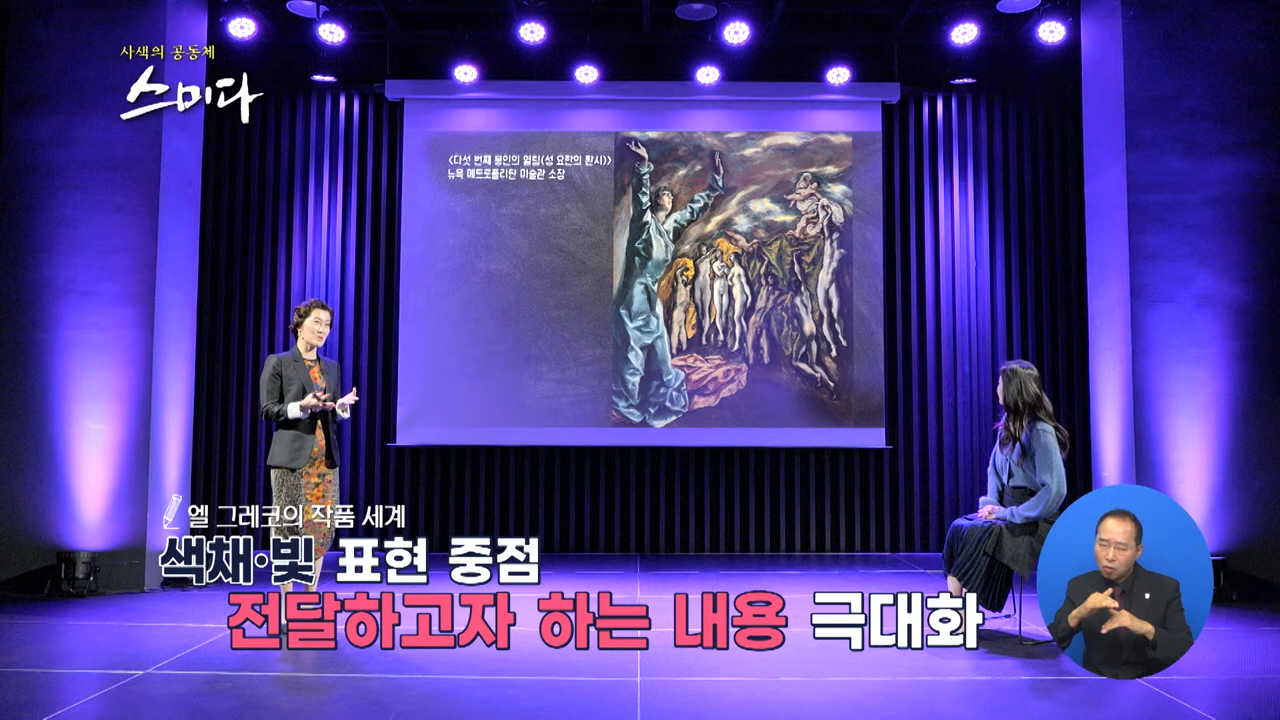 사색의 공동체
스미다
<다섯 번째 봉인의 열림(성 요한의 환시)>
뉴욕 메트로폴리탄 미술관 소장
엘 그레코의 작품 세계
색채·빛 표현 중점
전달하고자 하는 내용 극대화